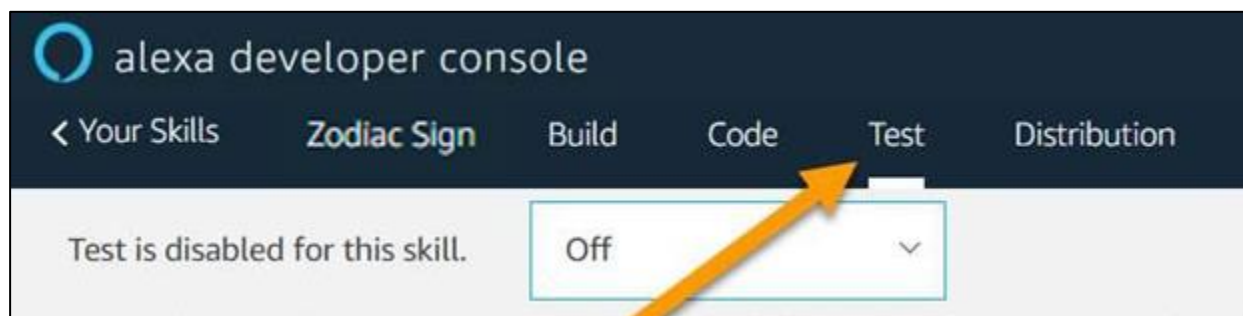 alexa developer console
< Your Skills Zodiac Sign Build Code Test Distribution
Test is disabled for this skill. Off